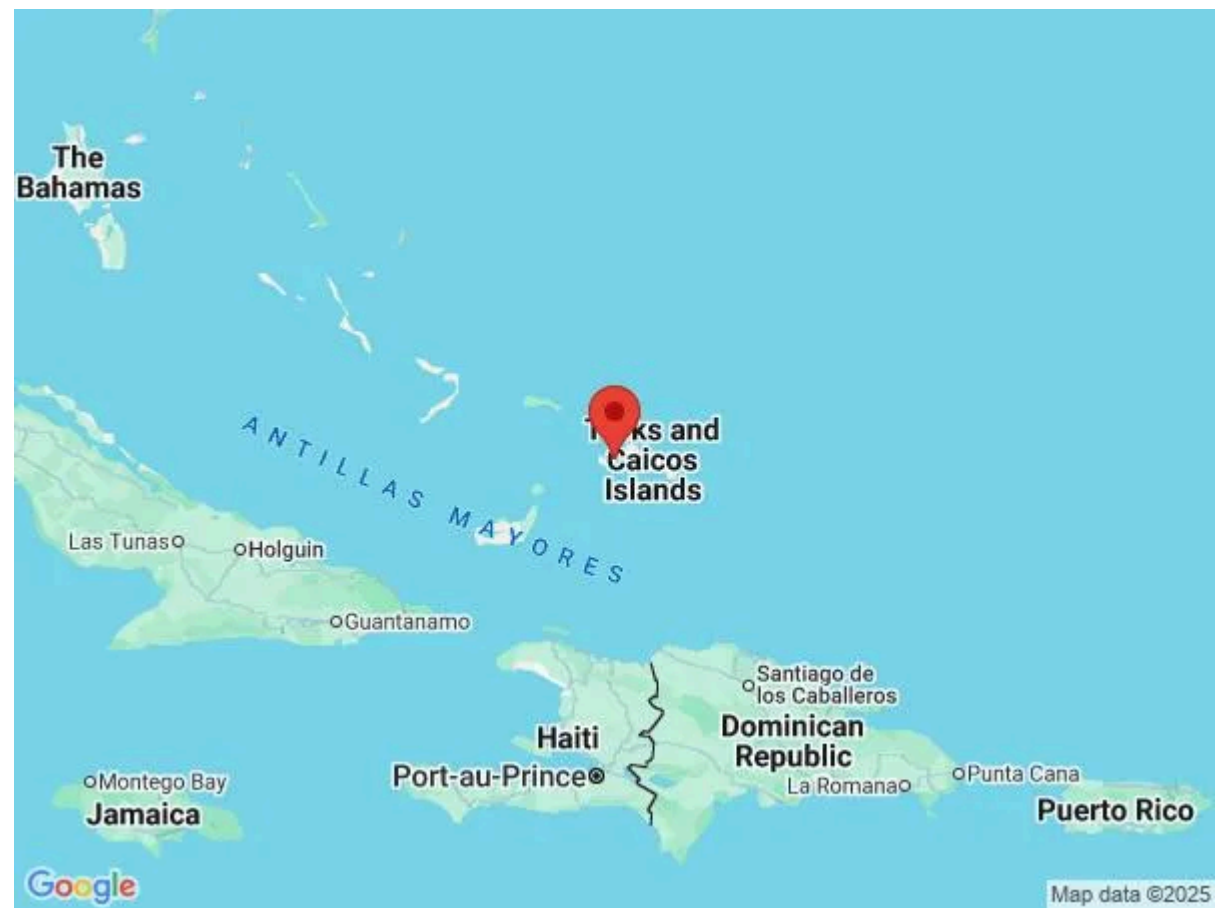 The
Bahamas
ks and
Caicos
Islands
ANTILLAS MAYORES
Las Tunas
Holguin
Guantanamo
Santiago de
los Caballeros
Haiti
Dominican
Republic
Port-au-Prince
La Romana
Punta Cana
Montego Bay
Jamaica
Puerto Rico
Google
Map data ©2025